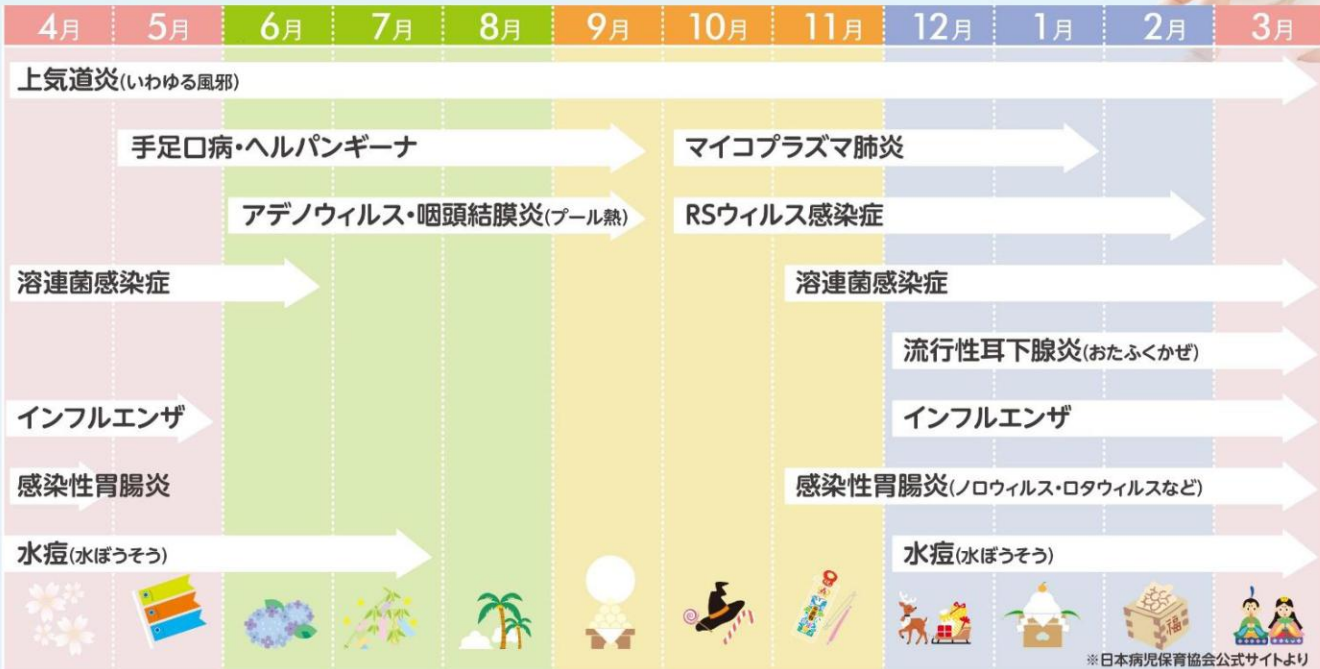 4月 5月 6月 7月 8月 9月 10月 11月 12月 1月 2月 3月
上気道炎(いわゆる風邪)
手足口病・ヘルパンギーナ マイコプラズマ肺炎
アデノウィルス・咽頭結膜炎(プール熱) RSウィルス感染症
溶連菌感染症 溶連菌感染症
流行性耳下腺炎(おたふくかぜ)
インフルエンザ インフルエンザ
感染性胃腸炎 感染性胃腸炎(ノロウィルス・ロタウィルスなど)
水痘(水ぼうそう) 水痘(水ぼうそう)
福
※日本病児保育協会公式サイトより